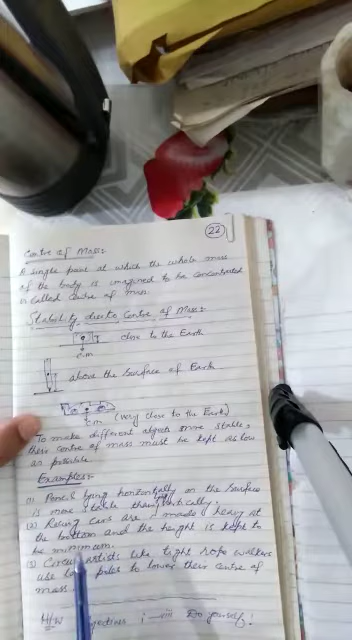 22
Centre of Mass:
A single point at which the whole mass
of the body is imagined to be concentrated
is called centre of mass.
Stability due to Centre of Mass:
close to the Earth
c.m
above the Surface of Earth
(very close to the Earth)
c.m
To make different objects more stable,
their centre of mass must be kept as low
as possible.
Examples:-
(1) Pencil lying horizontally on the surface
is more stable than vertically.
(2) Racing cars are made heavy at
the bottom and the height is kept to
be minimum.
(3) Circus artists like tight rope walkers
use long poles to lower their centre of
mass.
H/W i Do yourself!